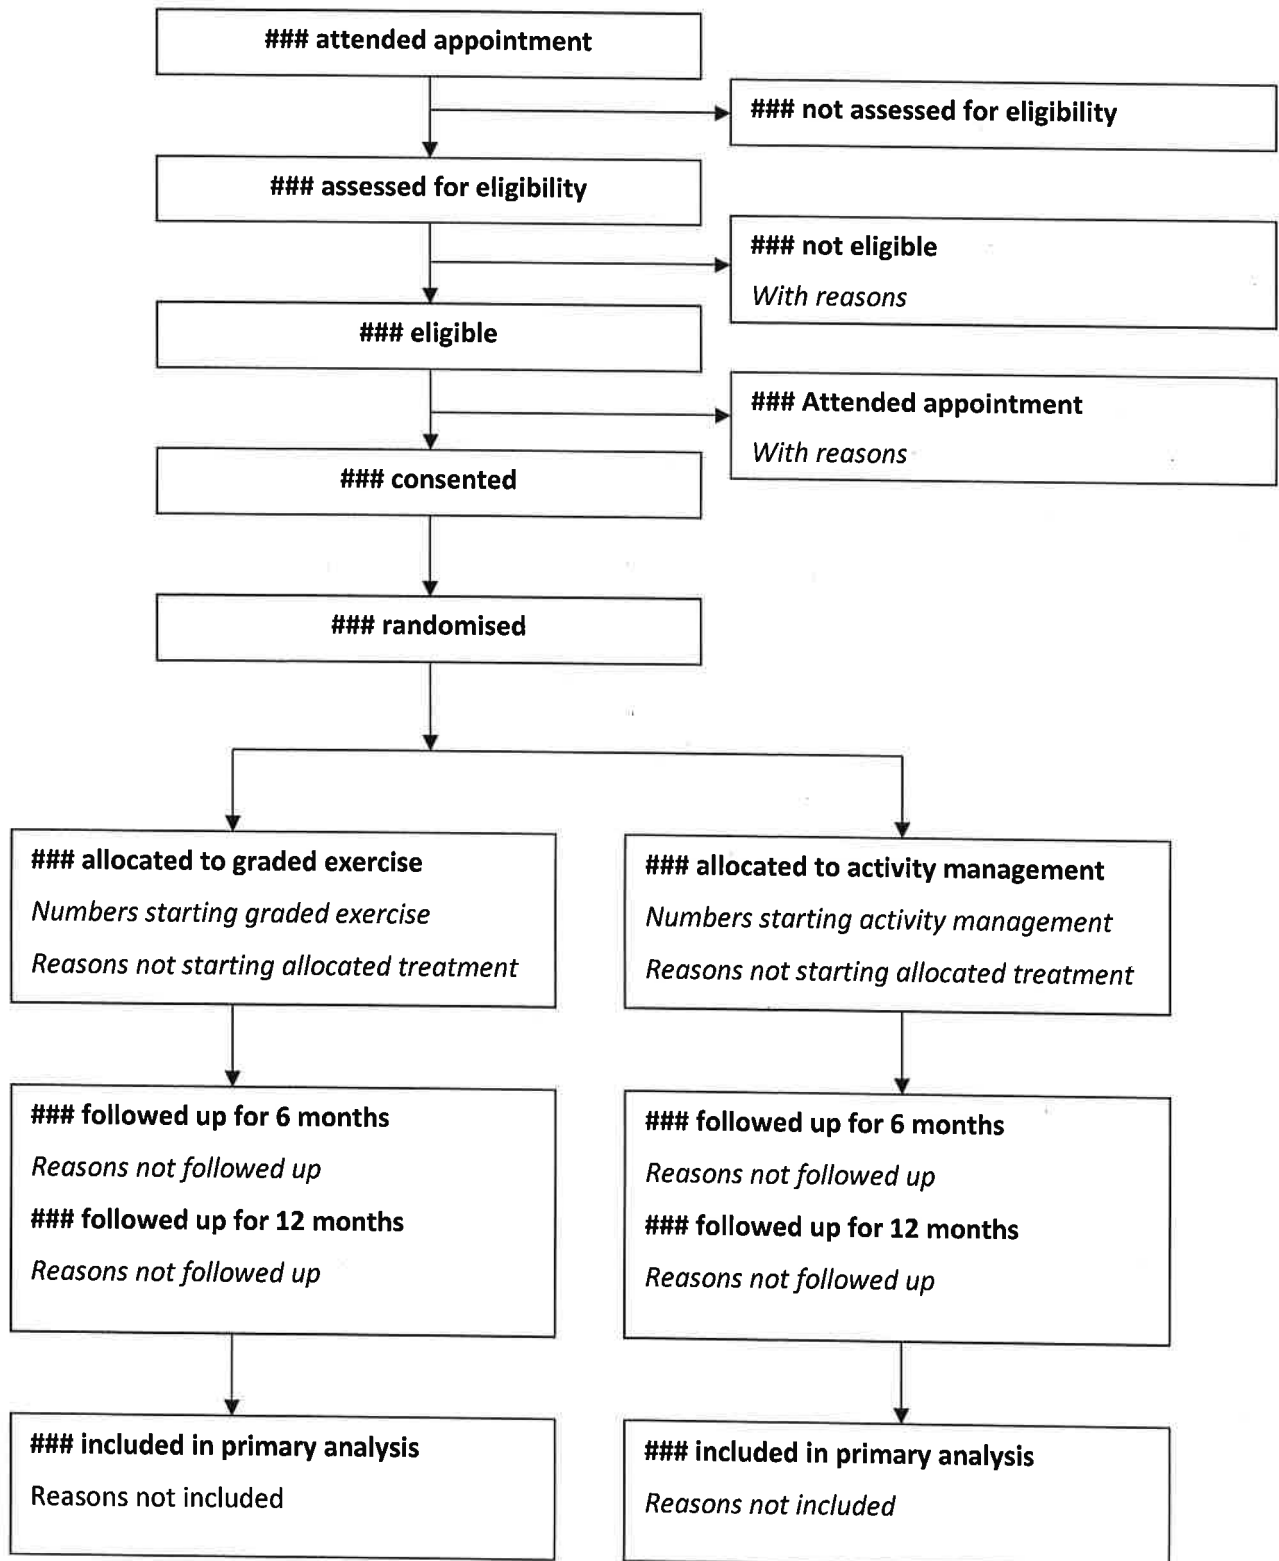 ### attended appointment
### not assessed for eligibility
### assessed for eligibility
### not eligible
With reasons
### eligible
### Attended appointment
With reasons
### consented
### randomised
### allocated to graded exercise
Numbers starting graded exercise
Reasons not starting allocated treatment
### allocated to activity management
Numbers starting activity management
Reasons not starting allocated treatment
### followed up for 6 months
Reasons not followed up
### followed up for 12 months
Reasons not followed up
### followed up for 6 months
Reasons not followed up
### followed up for 12 months
Reasons not followed up
### included in primary analysis
Reasons not included
### included in primary analysis
Reasons not included